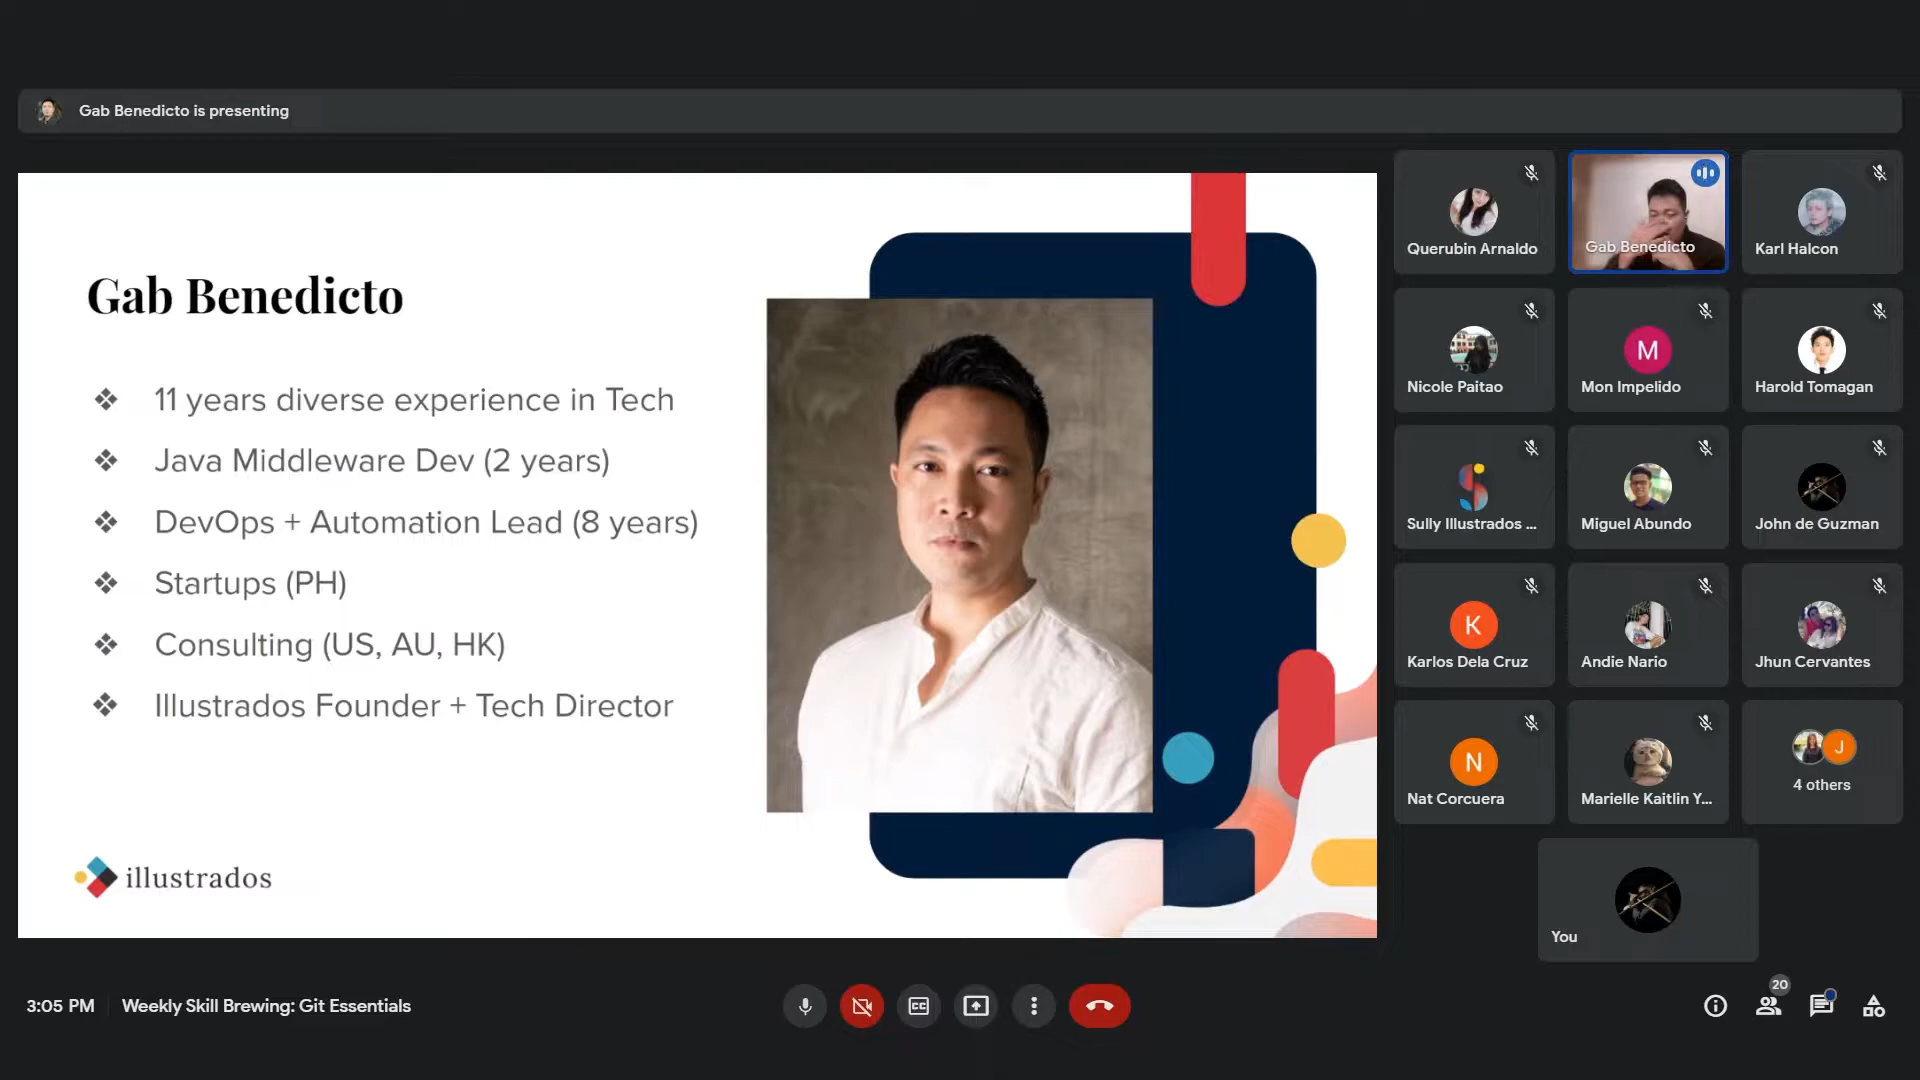 Gab Benedicto is presenting
Gab Benedicto
❖ 11 years diverse experience in Tech
❖ Java Middleware Dev (2 years)
❖ DevOps + Automation Lead (8 years)
❖ Startups (PH)
❖ Consulting (US, AU, HK)
❖ Illustrados Founder + Tech Director
illustrados
Querubin Arnaldo
Gab Benedicto
Karl Halcon
Nicole Paitao
M
Mon Impelido
Harold Tomagan
Sully Illustrados ...
Miguel Abundo
John de Guzman
K
Karlos Dela Cruz
Andie Nario
Jhun Cervantes
N
Nat Corcuera
Marielle Kaitlin Y...
J
4 others
You
3:05 PM
Weekly Skill Brewing: Git Essentials
CC
20